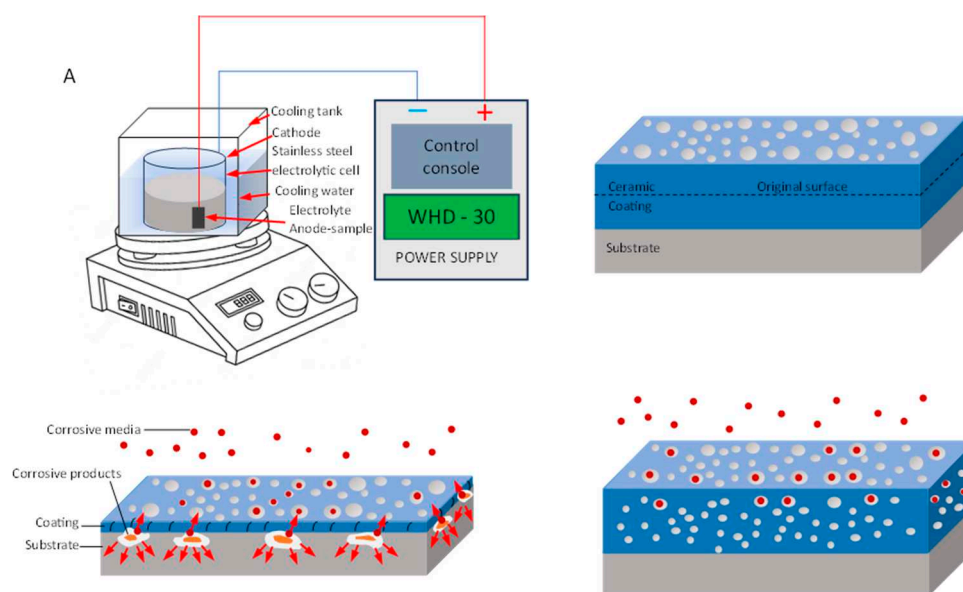 A
Cooling tank
Cathode
Stainless steel
electrolytic cell
Cooling water
Electrolyte
Anode-sample
− +
Control
console
WHD - 30
POWER SUPPLY
888
Ceramic Original surface
Coating
Substrate
Corrosive media
Corrosive products
Coating
Substrate